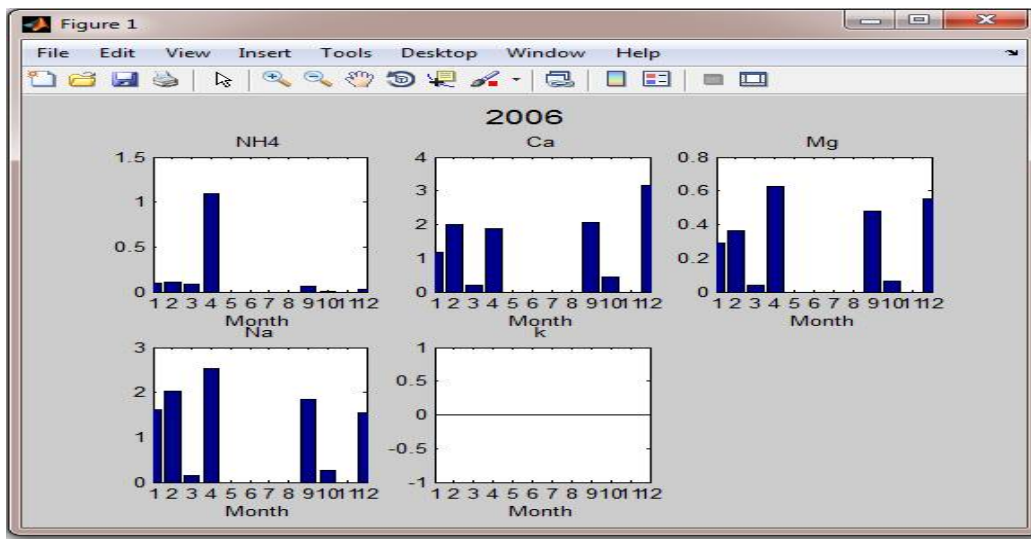 Figure 1
File Edit View Insert Tools Desktop Window Help
2006
NH4
1.5
1
0.5
0
1 2 3 4 5 6 7 8 9 10 11 12
Month
Ca
4
3
2
1
0
1 2 3 4 5 6 7 8 9 10 11 12
Month
Mg
0.8
0.6
0.4
0.2
0
1 2 3 4 5 6 7 8 9 10 11 12
Month
Na
3
2
1
0
1 2 3 4 5 6 7 8 9 10 11 12
Month
k
1
0.5
0
-0.5
-1
1 2 3 4 5 6 7 8 9 10 11 12
Month